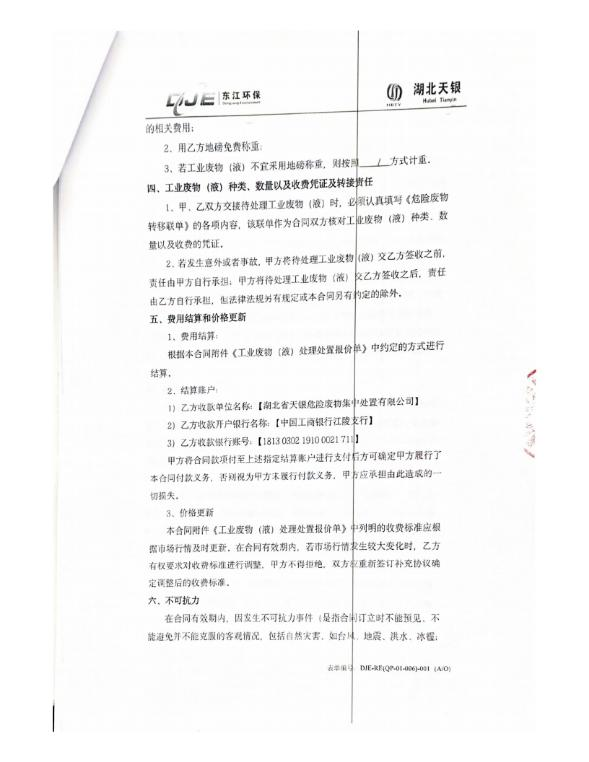 DJE 东江环保
Dongjiang Environment
HBTY 湖北天银
Hubei Tianyin
的相关费用；
2、用乙方地磅免费称重；
3、若工业废物（液）不宜采用地磅称重，则按照 / 方式计重。
四、工业废物（液）种类、数量以及收费凭证及转接责任
1、甲、乙双方交接待处理工业废物（液）时，必须认真填写《危险废物
转移联单》的各项内容，该联单作为合同双方核对工业废物（液）种类、数
量以及收费的凭证。
2、若发生意外或者事故，甲方将待处理工业废物（液）交乙方签收之前，
责任由甲方自行承担；甲方将待处理工业废物（液）交乙方签收之后，责任
由乙方自行承担，但法律法规另有规定或本合同另有约定的除外。
五、费用结算和价格更新
1、费用结算：
根据本合同附件《工业废物（液）处理处置报价单》中约定的方式进行
结算。
2、结算账户：
1）乙方收款单位名称:【湖北省天银危险废物集中处置有限公司】
2）乙方收款开户银行名称:【中国工商银行江陵支行】
3）乙方收款银行账号:【1813 0302 1910 0021 711】
甲方将合同款项付至上述指定结算账户进行支付后方可确定甲方履行了
本合同付款义务，否则视为甲方未履行付款义务，甲方应承担由此造成的一
切损失。
3、价格更新
本合同附件《工业废物（液）处理处置报价单》中列明的收费标准应根
据市场行情及时更新。在合同有效期内，若市场行情发生较大变化时，乙方
有权要求对收费标准进行调整，甲方不得拒绝，双方应重新签订补充协议确
定调整后的收费标准。
六、不可抗力
在合同有效期内，因发生不可抗力事件（是指合同订立时不能预见、不
能避免并不能克服的客观情况，包括自然灾害、如台风、地震、洪水、冰雹；
表单编号：DJE-RE(QP-01-006)-001 (A/O)